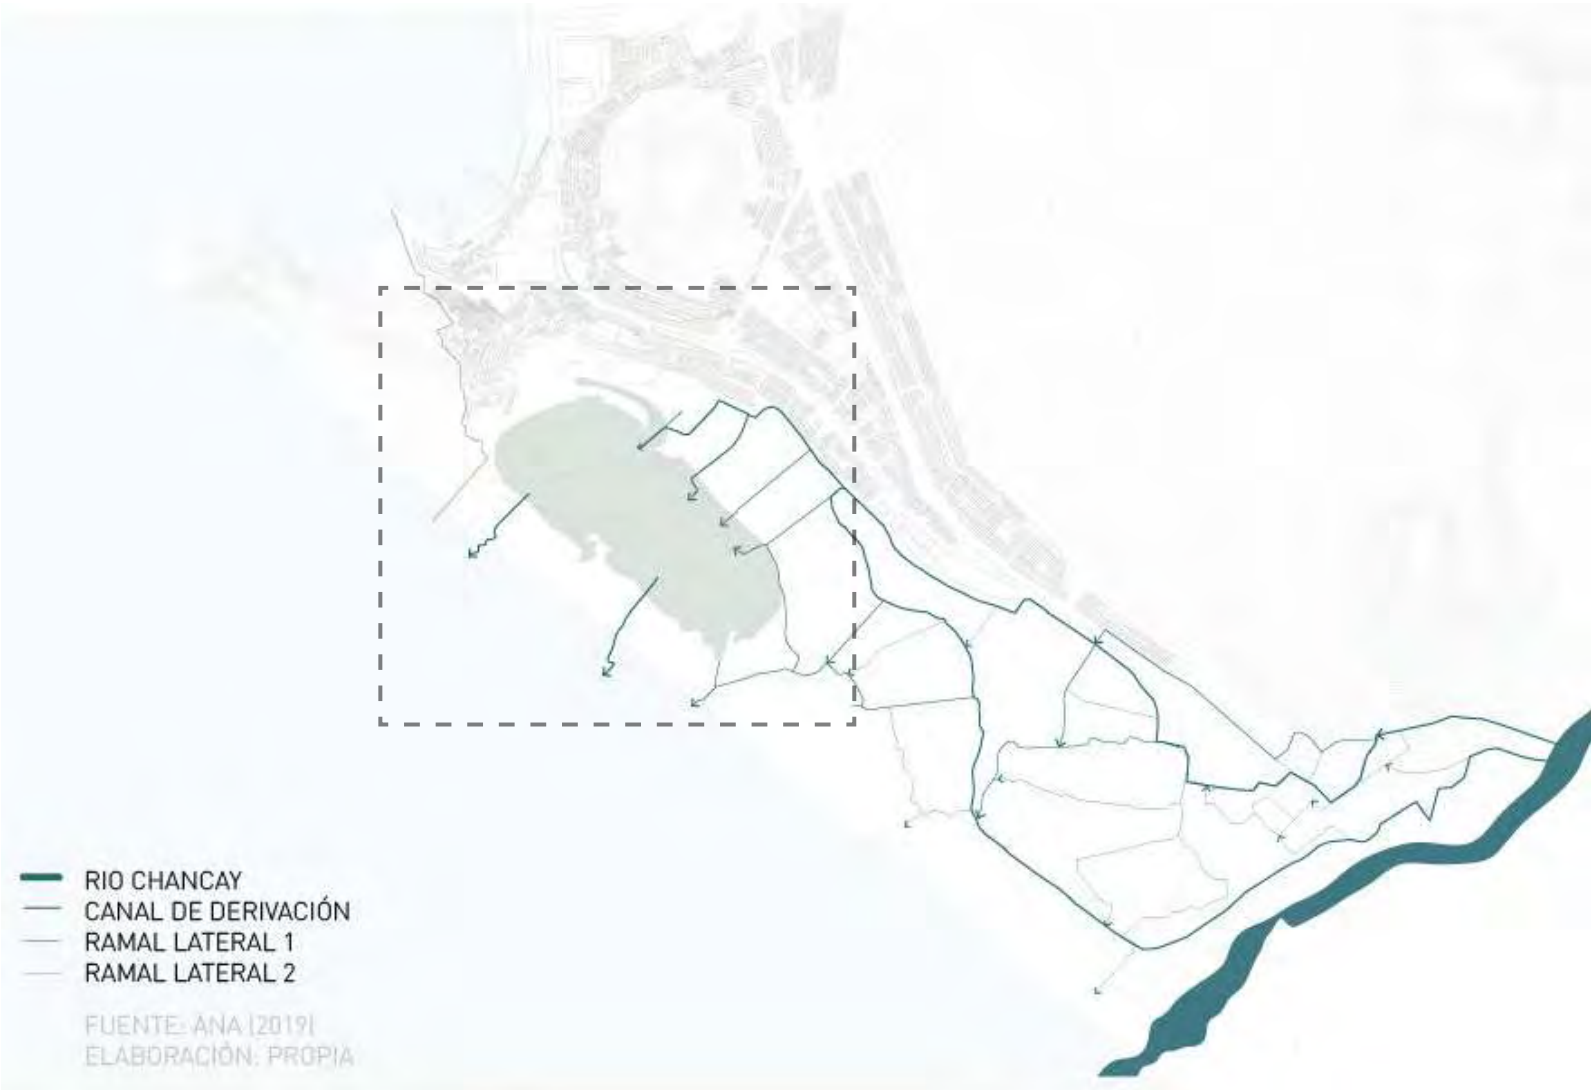 RIO CHANCAY
CANAL DE DERIVACIÓN
RAMAL LATERAL 1
RAMAL LATERAL 2
FUENTE: ANA (2019)
ELABORACIÓN: PROPIA